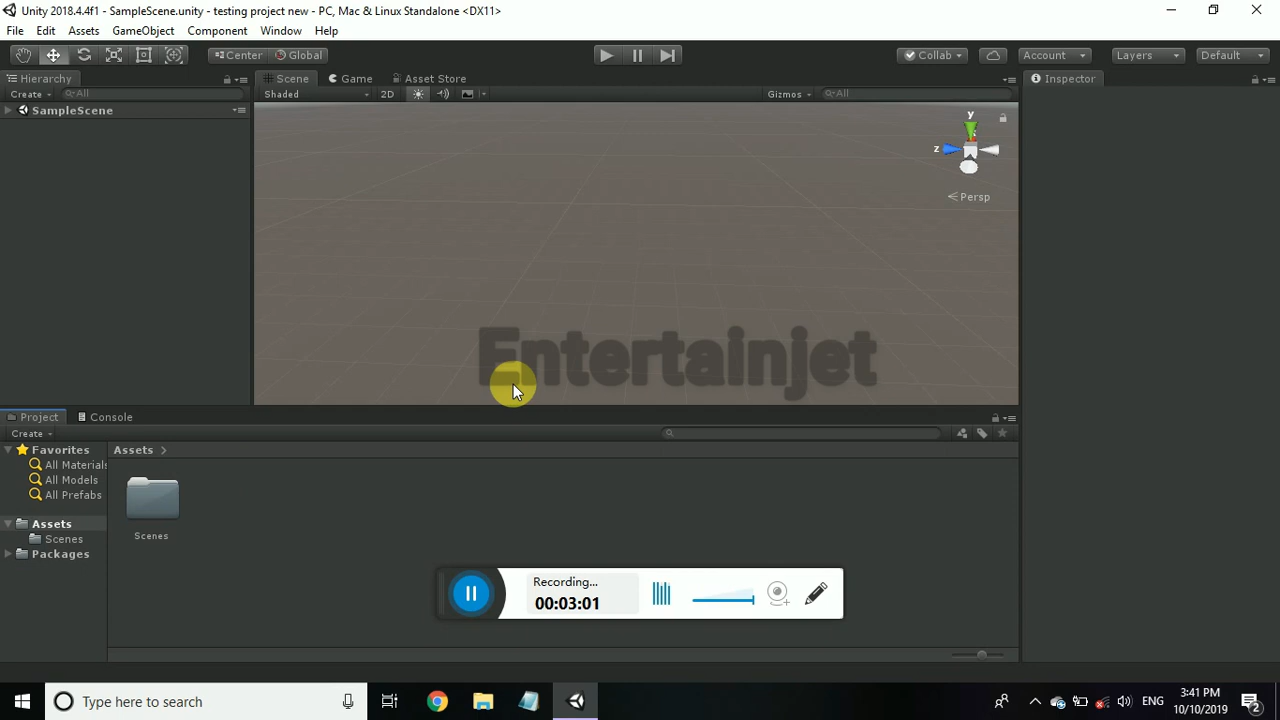 Unity 2018.4.4f1 - SampleScene.unity - testing project new - PC, Mac & Linux Standalone <DX11>
File Edit Assets GameObject Component Window Help
Center Global Collab Account Layers Default
Hierarchy Scene Game Asset Store Inspector
Create All Shaded 2D Gizmos All
SampleScene
y
z
Persp
Entertainjet
Project Console
Create
Favorites Assets
All Materials
All Models
All Prefabs
Assets
Scenes
Packages
Scenes
Recording...
00:03:01
Type here to search
ENG
3:41 PM
10/10/2019
2